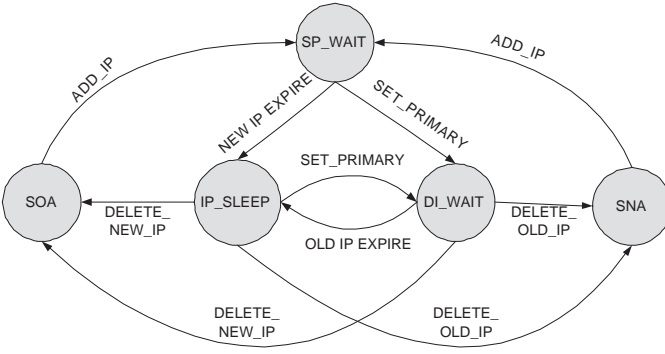 SP_WAIT
ADD_IP
ADD_IP
NEW IP EXPIRE
SET_PRIMARY
SET_PRIMARY
SOA
IP_SLEEP
DI_WAIT
SNA
DELETE_
NEW_IP
DELETE_
OLD_IP
OLD IP EXPIRE
DELETE_
NEW_IP
DELETE_
OLD_IP